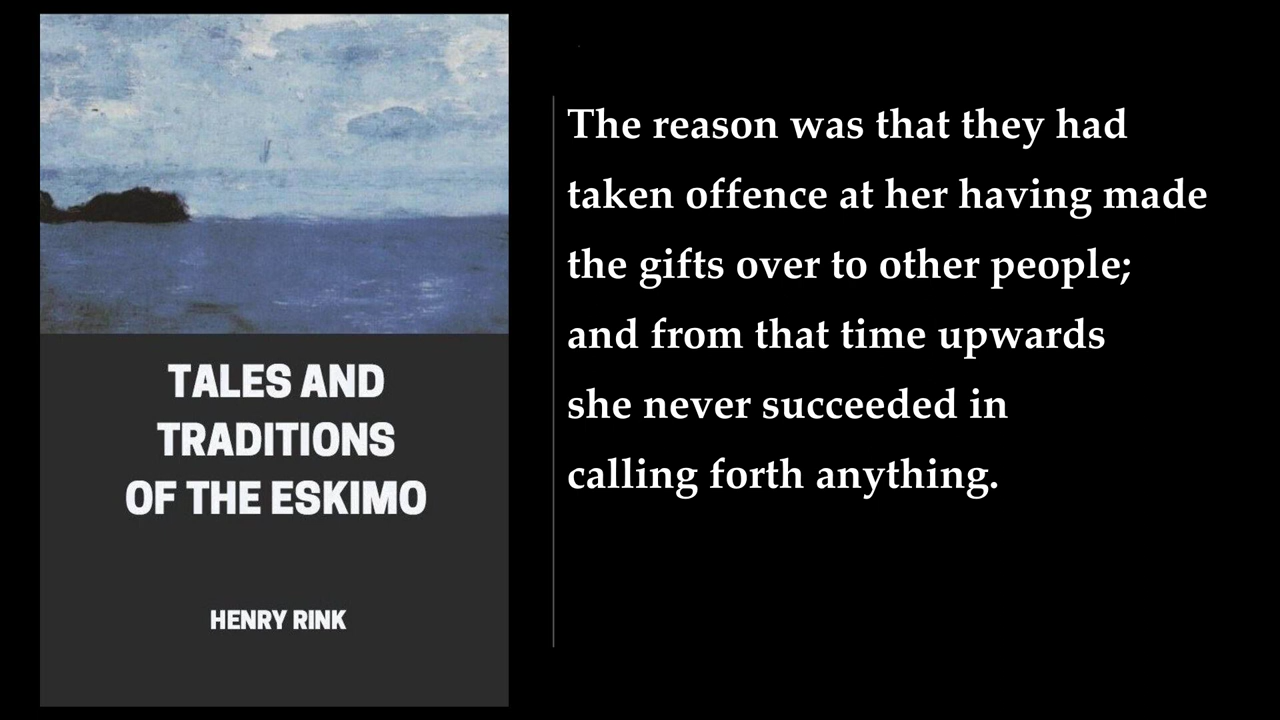 TALES AND
TRADITIONS
OF THE ESKIMO
HENRY RINK
The reason was that they had
taken offence at her having made
the gifts over to other people;
and from that time upwards
she never succeeded in
calling forth anything.